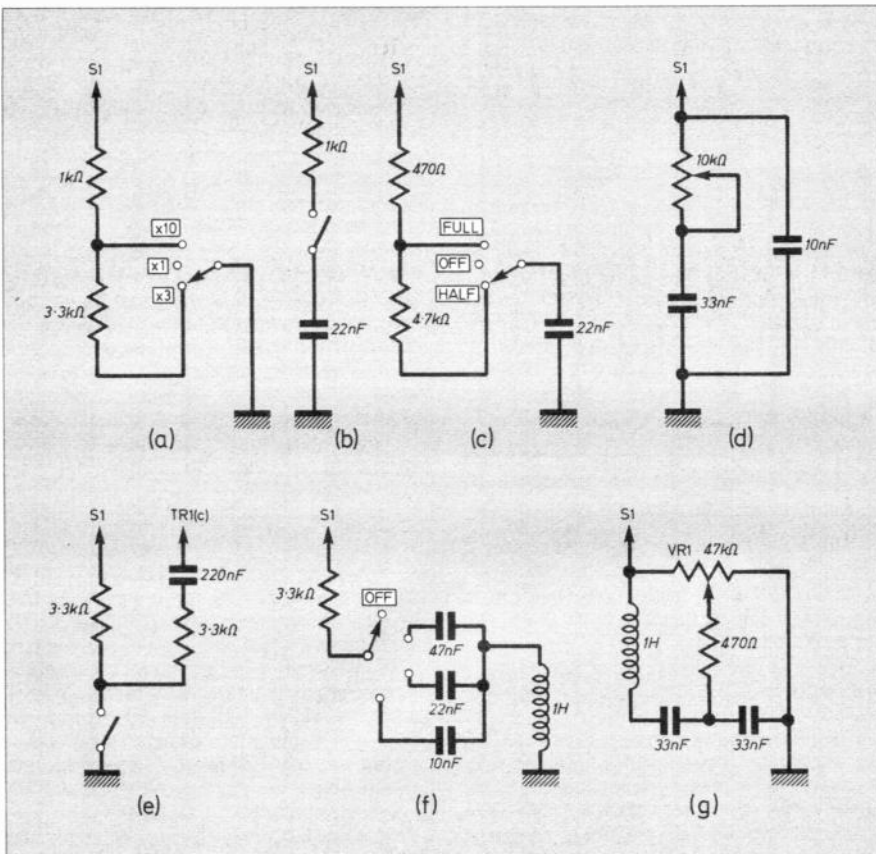 S1
1kΩ
x10
x1
x3
3·3kΩ
(a)
S1
1kΩ
22nF
(b)
S1
470Ω
FULL
OFF
HALF
4·7kΩ
22nF
(c)
S1
10kΩ
10nF
33nF
(d)
S1
TR1(c)
220nF
3·3kΩ
3·3kΩ
(e)
S1
3·3kΩ
OFF
47nF
22nF
10nF
1H
(f)
S1
VR1 47kΩ
470Ω
1H
33nF
33nF
(g)